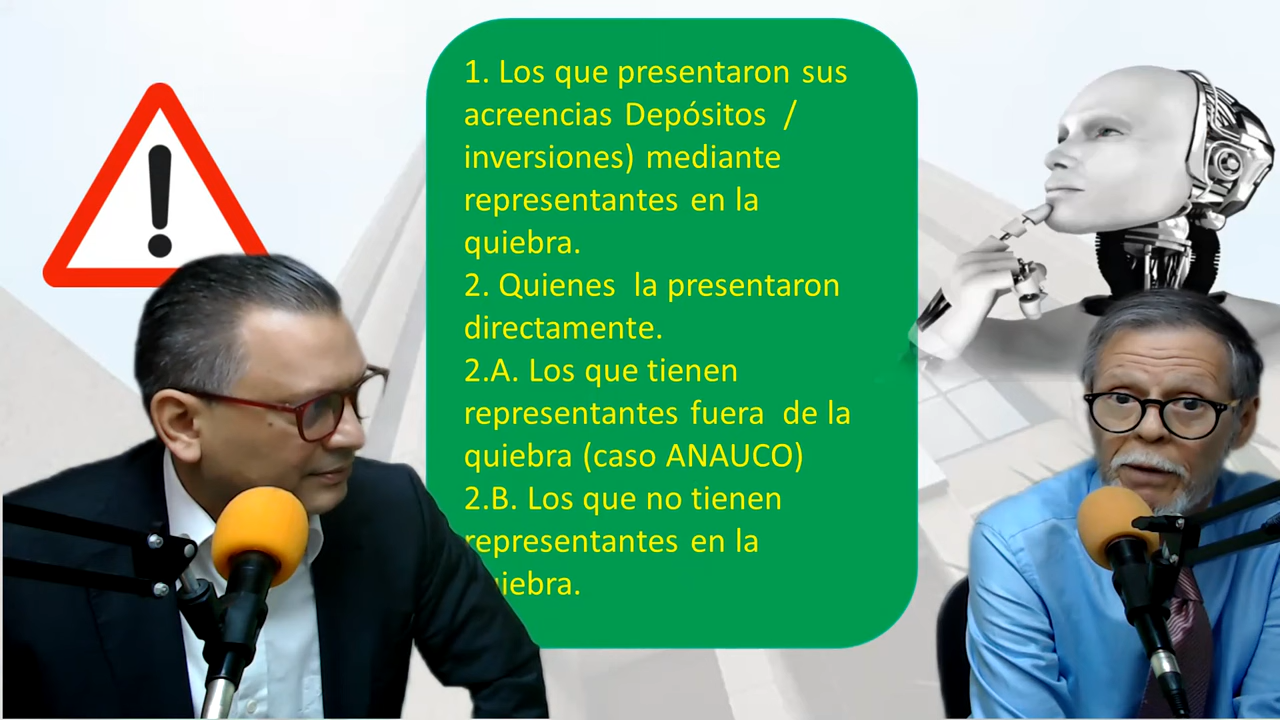 1. Los que presentaron sus
acreencias Depósitos /
inversiones) mediante
representantes en la
quiebra.
2. Quienes la presentaron
directamente.
2.A. Los que tienen
representantes fuera de la
quiebra (caso ANAUCO)
2.B. Los que no tienen
representantes en la
quiebra.